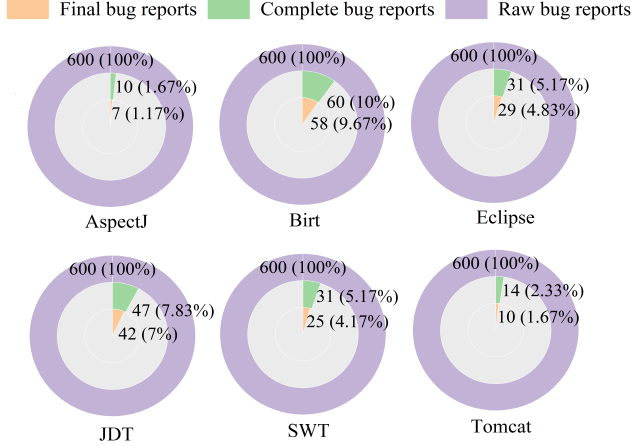 Final bug reports Complete bug reports Raw bug reports
600 (100%)
10 (1.67%)
7 (1.17%)
AspectJ
600 (100%)
60 (10%)
58 (9.67%)
Birt
600 (100%)
31 (5.17%)
29 (4.83%)
Eclipse
600 (100%)
47 (7.83%)
42 (7%)
JDT
600 (100%)
31 (5.17%)
25 (4.17%)
SWT
600 (100%)
14 (2.33%)
10 (1.67%)
Tomcat